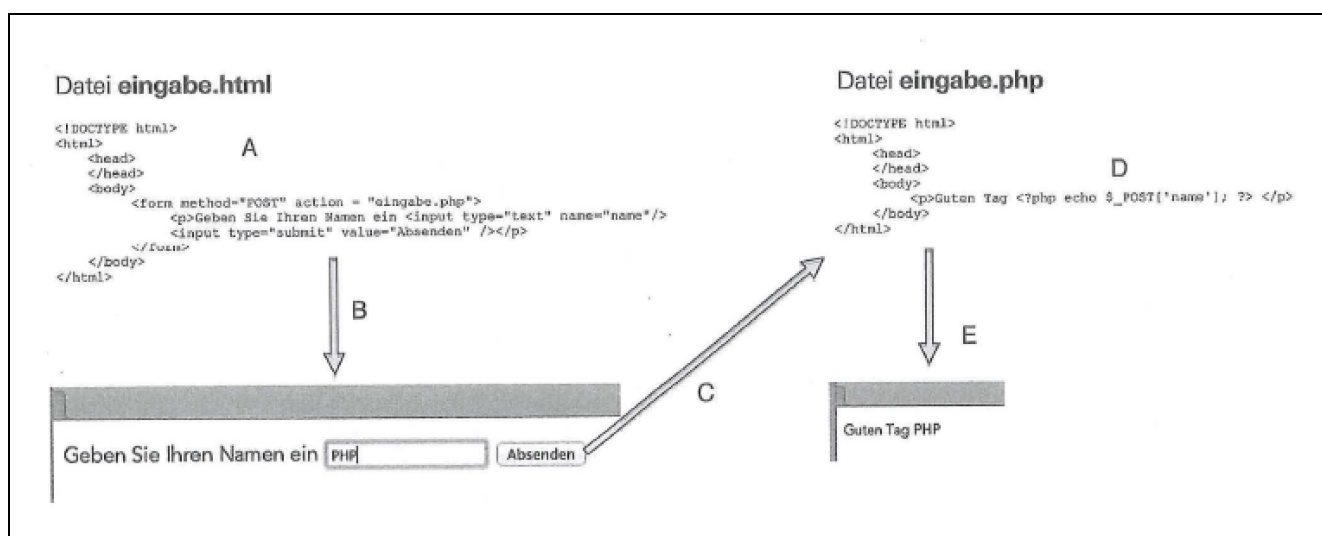 Datei eingabe.html
<!DOCTYPE html>
<html>
<head>
</head>
<body>
<form method="POST" action = "eingabe.php">
<p>Geben Sie Ihren Namen ein <input type="text" name="name"/>
<input type="submit" value="Absenden" /></p>
</form>
</body>
</html>
A
B
Geben Sie Ihren Namen ein PHP Absenden
C
Datei eingabe.php
<!DOCTYPE html>
<html>
<head>
</head>
<body>
<p>Guten Tag <?php echo $_POST['name']; ?> </p>
</body>
</html>
D
E
Guten Tag PHP